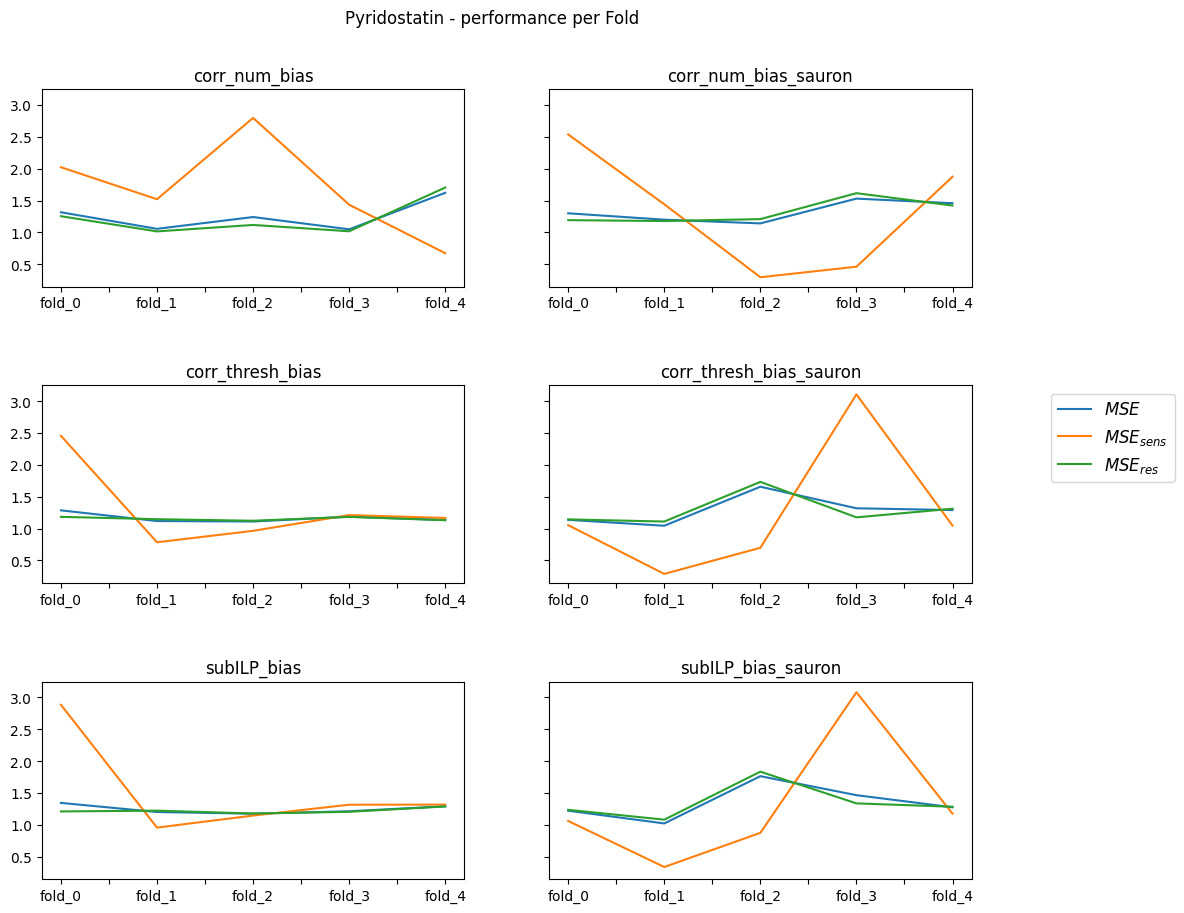 Pyridostatin - performance per Fold
corr_num_bias
corr_num_bias_sauron
3.0
2.5
2.0
1.5
1.0
0.5
fold_0 fold_1 fold_2 fold_3 fold_4
fold_0 fold_1 fold_2 fold_3 fold_4
corr_thresh_bias
corr_thresh_bias_sauron
3.0
2.5
2.0
1.5
1.0
0.5
fold_0 fold_1 fold_2 fold_3 fold_4
fold_0 fold_1 fold_2 fold_3 fold_4
MSE
MSE_sens
MSE_res
subILP_bias
subILP_bias_sauron
3.0
2.5
2.0
1.5
1.0
0.5
fold_0 fold_1 fold_2 fold_3 fold_4
fold_0 fold_1 fold_2 fold_3 fold_4